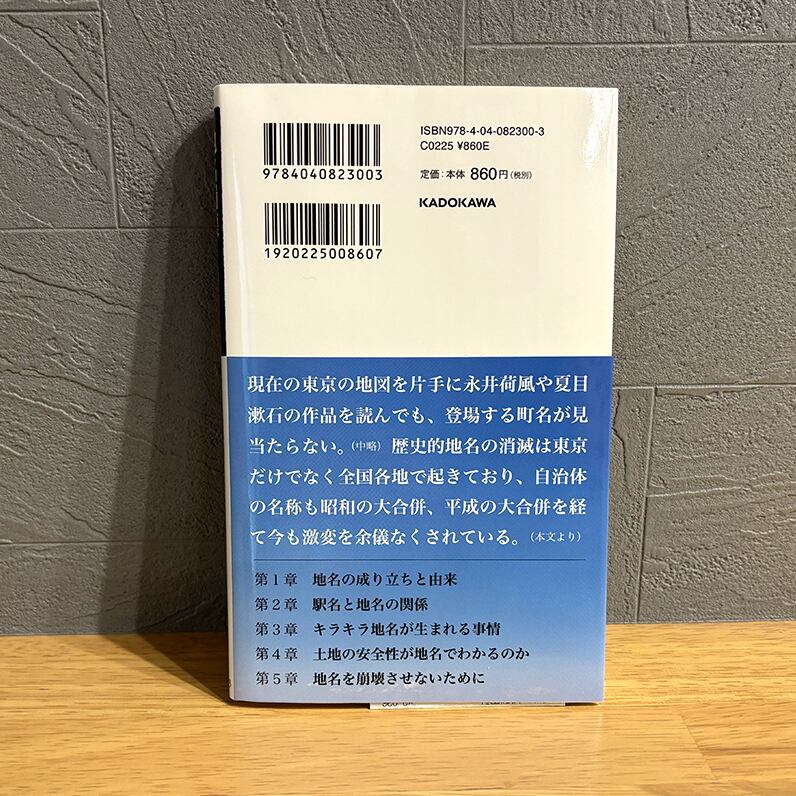 9784040823003
1920225008607
ISBN978-4-04-082300-3
C0225 ¥860E
定価：本体860円（税別）
KADOKAWA
現在の東京の地図を片手に永井荷風や夏目
漱石の作品を読んでも、登場する町名が見
当たらない。（中略）歴史的地名の消滅は東京
だけでなく全国各地で起きており、自治体
の名称も昭和の大合併、平成の大合併を経
て今も激変を余儀なくされている。（本文より）
第1章　地名の成り立ちと由来
第2章　駅名と地名の関係
第3章　キラキラ地名が生まれる事情
第4章　土地の安全性が地名でわかるのか
第5章　地名を崩壊させないために